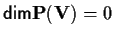 dimP(V) = 0